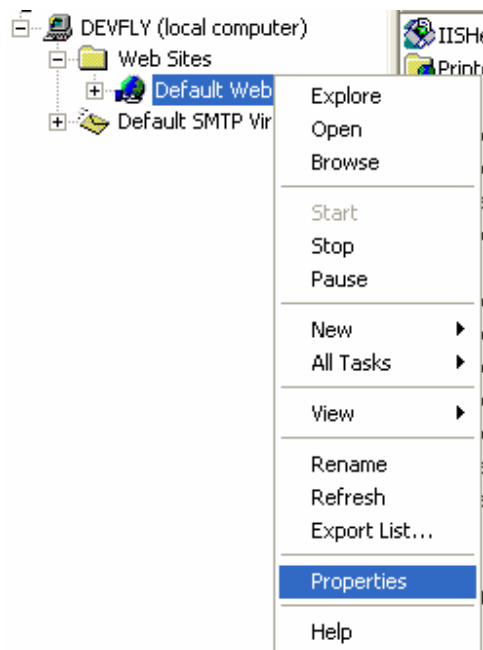 DEVFLY (local computer)
Web Sites
Default Web
Default SMTP Vir
IISHe
Printe
Explore
Open
Browse
Start
Stop
Pause
New
All Tasks
View
Rename
Refresh
Export List...
Properties
Help